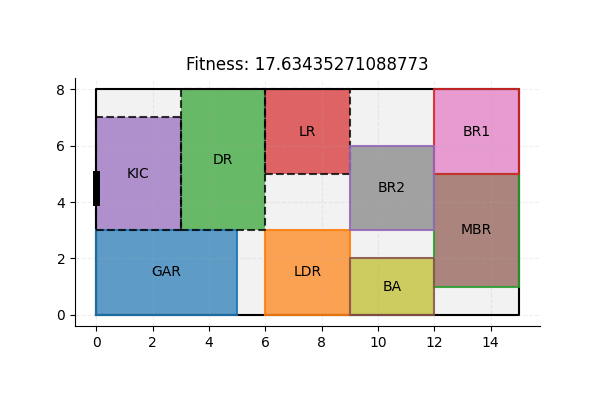 Fitness: 17.63435271088773
8
6
4
2
0
KIC
DR
LR
BR1
BR2
MBR
GAR
LDR
BA
0 2 4 6 8 10 12 14